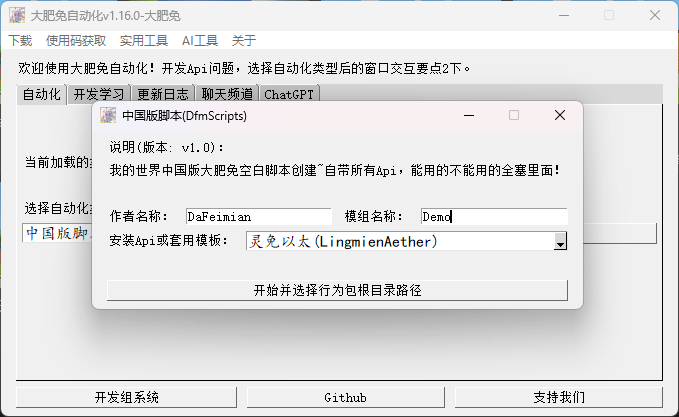 大肥免自动化v1.16.0-大肥免
下载 使用码获取 实用工具 AI工具 关于
欢迎使用大肥免自动化！开发Api问题，选择自动化类型后的窗口交互要点2下。
自动化 开发学习 更新日志 聊天频道 ChatGPT
中国版脚本(DfmScripts)
说明(版本: v1.0)：
当前加载的
我的世界中国版大肥免空白脚本创建~自带所有Api，能用的不能用的全塞里面！
选择自动化
作者名称： DaFeimian 模组名称： Demo
中国版脚
安装Api或套用模板： 灵免以太(LingmienAether)
开始并选择行为包根目录路径
开发组系统 Github 支持我们